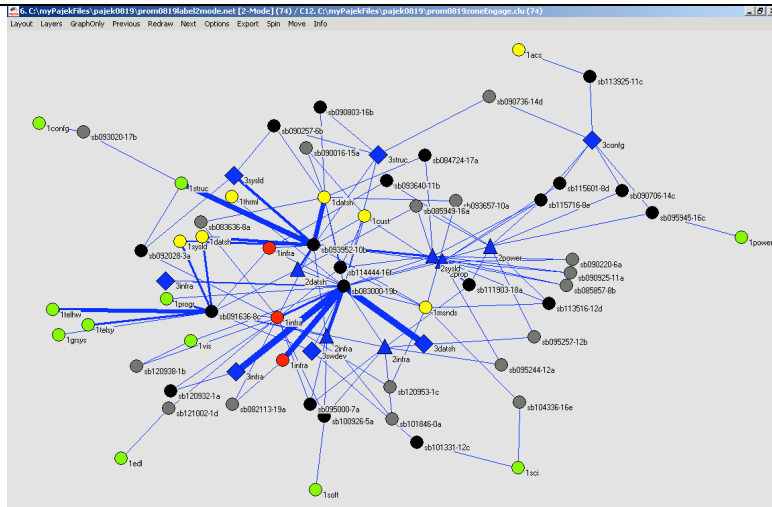 6. C:\myPajekFiles\pajek0819\prom0819label2mode.net [2-Mode] (74) / C12. C:\myPajekFiles\pajek0819\prom0819zoneEngage.clu (74)
Layout Layers GraphOnly Previous Redraw Next Options Export Spin Move Info
1acs
sb113925-11c
sb090736-14d
sb090803-16b
1config
sb093020-17b
sb090257-6b
3config
sb090016-15a
3struc
sb084724-17a
3sysld
1struc
sb093640-11b
sb115601-8d
sb090706-14c
1thrml
1datsh
sb115716-8e
sb093657-10a
sb085949-16a
sb095945-16c
1cust
sb083636-8a
1power
1datsh
1sysld
sb093952-10b
1infra
2power
sb092028-3a
2sysld
2prop
sb090220-6a
sb114444-16f
sb090925-11a
3infra
2datsh
sb083000-19b
sb111903-18a
sb085857-8b
1progr
sb113516-12d
1telhw
sb091636-8c
1msnds
1infra
1telsy
1grsys
1vis
2infra
3datsh
sb095257-12b
3swdev
2infra
1infra
sb120938-1b
sb095244-12a
3infra
sb120953-1c
sb120932-1a
sb082113-19a
sb095000-7a
sb104336-16e
sb121002-1d
sb100926-5a
sb101846-0a
sb101331-12c
1edl
1sci
1soft